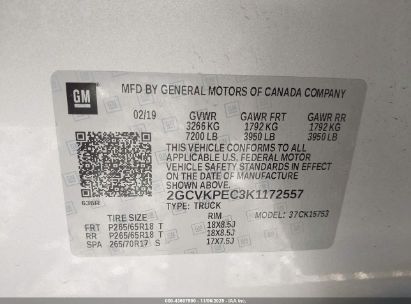 GM
MFD BY GENERAL MOTORS OF CANADA COMPANY
02/19 GVWR GAWR FRT GAWR RR
3266 KG 1792 KG 1792 KG
7200 LB 3950 LB 3950 LB
THIS VEHICLE CONFORMS TO ALL
APPLICABLE U.S. FEDERAL MOTOR
VEHICLE SAFETY STANDARDS IN EFFECT
ON THE DATE OF MANUFACTURE
SHOWN ABOVE.
2GCVKPEC3K1172557
TYPE: TRUCK
MODEL: 37CK15753
TIRE SIZE RIM
FRT P265/65R18 T 18X8.5J
RR P265/65R18 T 18X8.5J
SPA 265/70R17 S 17X7.5J